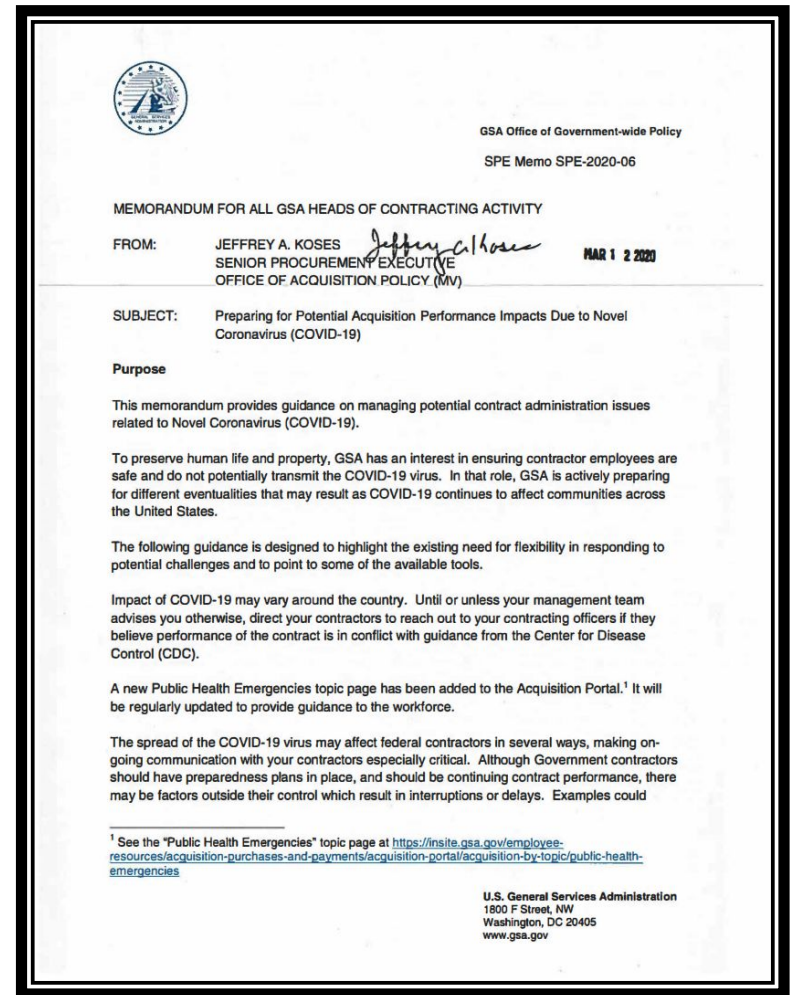 GENERAL SERVICES
ADMINISTRATION
GSA Office of Government-wide Policy
SPE Memo SPE-2020-06
MEMORANDUM FOR ALL GSA HEADS OF CONTRACTING ACTIVITY
FROM: JEFFREY A. KOSES
SENIOR PROCUREMENT EXECUTIVE
OFFICE OF ACQUISITION POLICY (MV)
Jeffrey A Koses
MAR 1 2 2020
SUBJECT: Preparing for Potential Acquisition Performance Impacts Due to Novel
Coronavirus (COVID-19)
Purpose
This memorandum provides guidance on managing potential contract administration issues
related to Novel Coronavirus (COVID-19).
To preserve human life and property, GSA has an interest in ensuring contractor employees are
safe and do not potentially transmit the COVID-19 virus. In that role, GSA is actively preparing
for different eventualities that may result as COVID-19 continues to affect communities across
the United States.
The following guidance is designed to highlight the existing need for flexibility in responding to
potential challenges and to point to some of the available tools.
Impact of COVID-19 may vary around the country. Until or unless your management team
advises you otherwise, direct your contractors to reach out to your contracting officers if they
believe performance of the contract is in conflict with guidance from the Center for Disease
Control (CDC).
A new Public Health Emergencies topic page has been added to the Acquisition Portal.¹ It will
be regularly updated to provide guidance to the workforce.
The spread of the COVID-19 virus may affect federal contractors in several ways, making on-
going communication with your contractors especially critical. Although Government contractors
should have preparedness plans in place, and should be continuing contract performance, there
may be factors outside their control which result in interruptions or delays. Examples could
¹ See the "Public Health Emergencies" topic page at https://insite.gsa.gov/employee-
resources/acquisition-purchases-and-payments/acquisition-portal/acquisition-by-topic/public-health-
emergencies
U.S. General Services Administration
1800 F Street, NW
Washington, DC 20405
www.gsa.gov